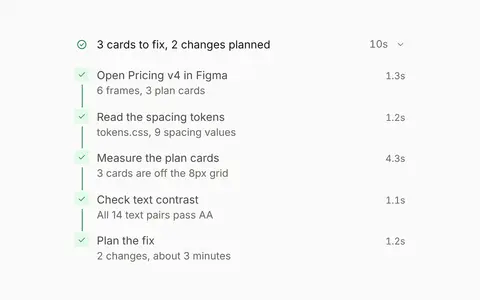 3 cards to fix, 2 changes planned 10s
Open Pricing v4 in Figma 1.3s
6 frames, 3 plan cards
Read the spacing tokens 1.2s
tokens.css, 9 spacing values
Measure the plan cards 4.3s
3 cards are off the 8px grid
Check text contrast 1.1s
All 14 text pairs pass AA
Plan the fix 1.2s
2 changes, about 3 minutes